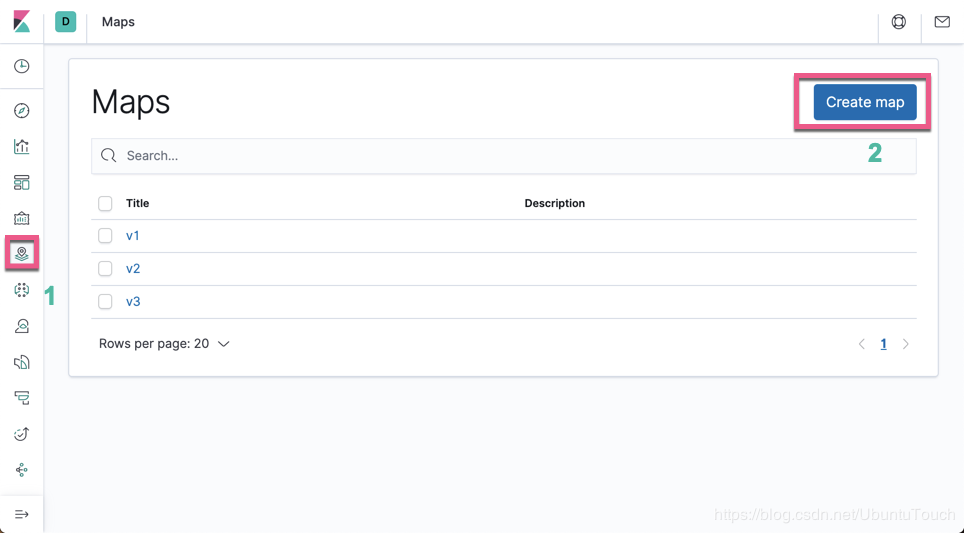 D Maps
Maps
Create map
2
Search...
Title Description
v1
v2
1
v3
Rows per page: 20 1
https://blog.csdn.net/UbuntuTouch